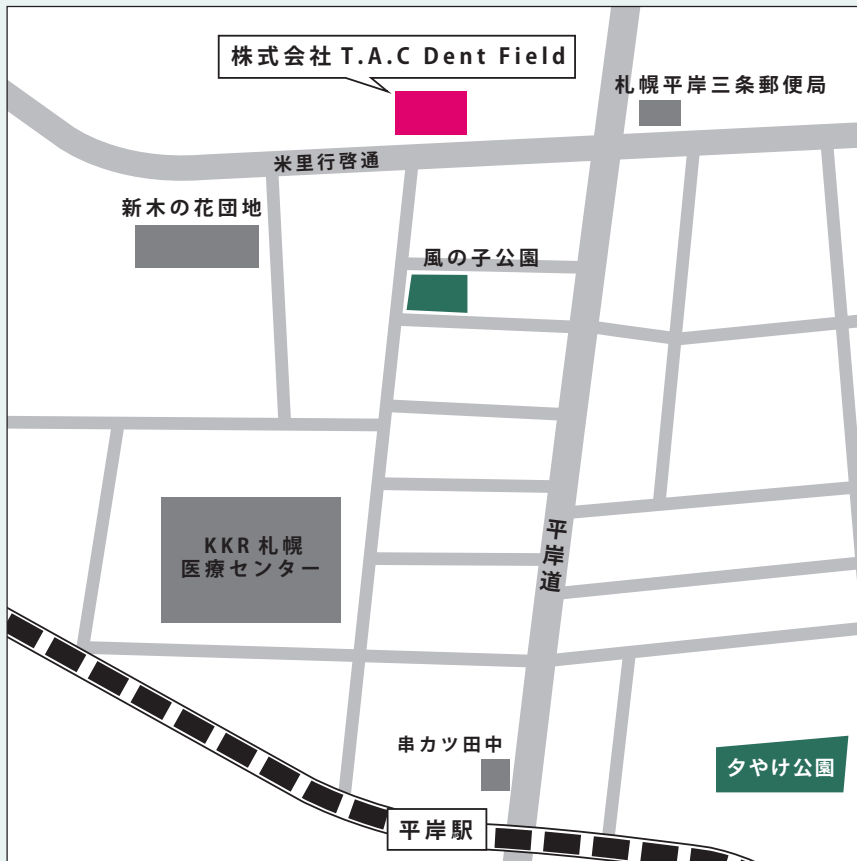 株式会社 T.A.C Dent Field
札幌平岸三条郵便局
米里行啓通
新木の花団地
風の子公園
平岸道
KKR 札幌
医療センター
串カツ田中
夕やけ公園
平岸駅